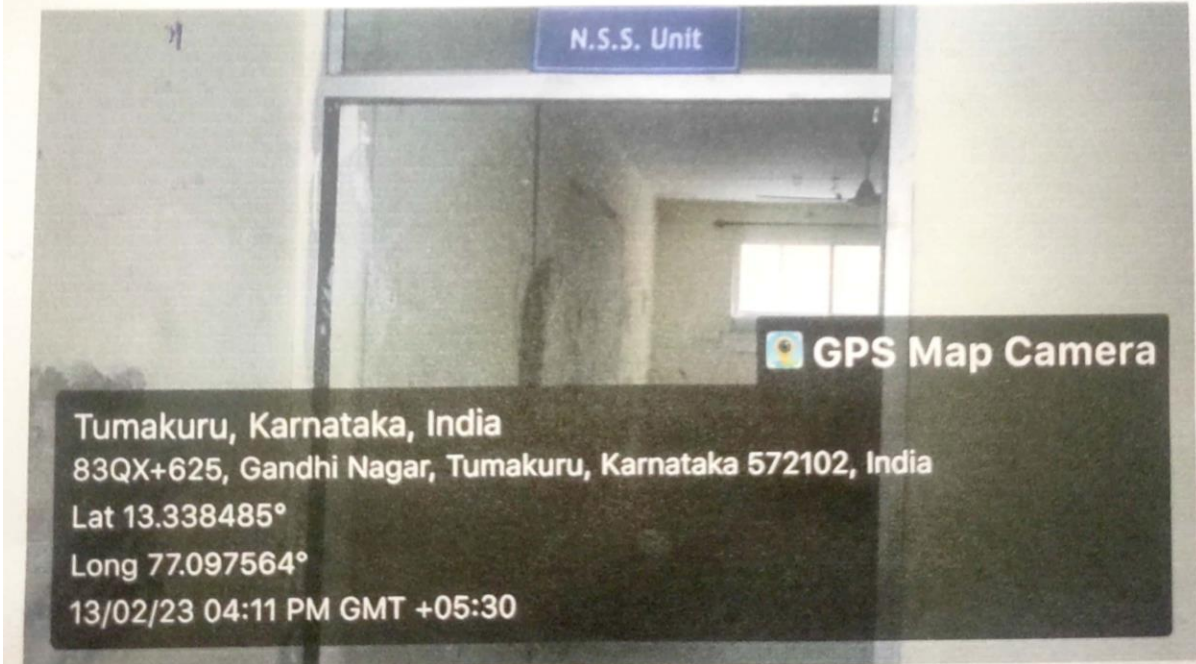 N.S.S. Unit
GPS Map Camera
Tumakuru, Karnataka, India
83QX+625, Gandhi Nagar, Tumakuru, Karnataka 572102, India
Lat 13.338485°
Long 77.097564°
13/02/23 04:11 PM GMT +05:30